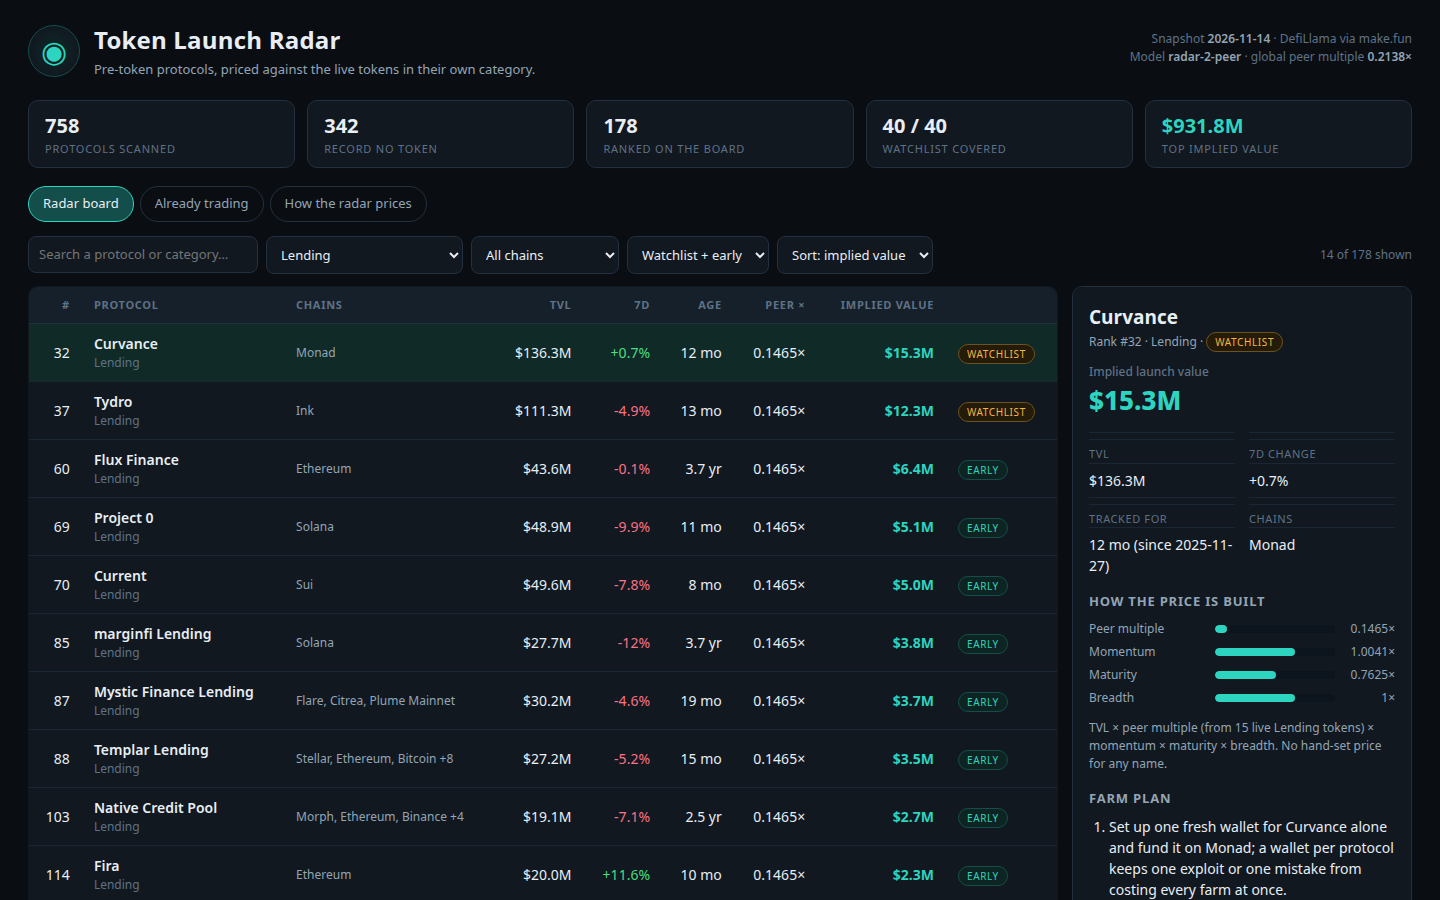 Token Launch Radar
Pre-token protocols, priced against the live tokens in their own category.
Snapshot 2026-11-14 · DefiLlama via make.fun
Model radar-2-peer · global peer multiple 0.2138×
758
PROTOCOLS SCANNED
342
RECORD NO TOKEN
178
RANKED ON THE BOARD
40 / 40
WATCHLIST COVERED
$931.8M
TOP IMPLIED VALUE
Radar board
Already trading
How the radar prices
Search a protocol or category...
Lending
All chains
Watchlist + early
Sort: implied value
14 of 178 shown
# PROTOCOL CHAINS TVL 7D AGE PEER × IMPLIED VALUE
32 Curvance Monad $136.3M +0.7% 12 mo 0.1465× $15.3M WATCHLIST
Lending
37 Tydro Ink $111.3M -4.9% 13 mo 0.1465× $12.3M WATCHLIST
Lending
60 Flux Finance Ethereum $43.6M -0.1% 3.7 yr 0.1465× $6.4M EARLY
Lending
69 Project 0 Solana $48.9M -9.9% 11 mo 0.1465× $5.1M EARLY
Lending
70 Current Sui $49.6M -7.8% 8 mo 0.1465× $5.0M EARLY
Lending
85 marginfi Lending Solana $27.7M -12% 3.7 yr 0.1465× $3.8M EARLY
Lending
87 Mystic Finance Lending Flare, Citrea, Plume Mainnet $30.2M -4.6% 19 mo 0.1465× $3.7M EARLY
Lending
88 Templar Lending Stellar, Ethereum, Bitcoin +8 $27.2M -5.2% 15 mo 0.1465× $3.5M EARLY
Lending
103 Native Credit Pool Morph, Ethereum, Binance +4 $19.1M -7.1% 2.5 yr 0.1465× $2.7M EARLY
Lending
114 Fira Ethereum $20.0M +11.6% 10 mo 0.1465× $2.3M EARLY
Lending
Curvance
Rank #32 · Lending · WATCHLIST
Implied launch value
$15.3M
TVL
$136.3M
7D CHANGE
+0.7%
TRACKED FOR
12 mo (since 2025-11-
27)
CHAINS
Monad
HOW THE PRICE IS BUILT
Peer multiple 0.1465×
Momentum 1.0041×
Maturity 0.7625×
Breadth 1×
TVL × peer multiple (from 15 live Lending tokens) ×
momentum × maturity × breadth. No hand-set price
for any name.
FARM PLAN
1. Set up one fresh wallet for Curvance alone
and fund it on Monad; a wallet per protocol
keeps one exploit or one mistake from
costing every farm at once.